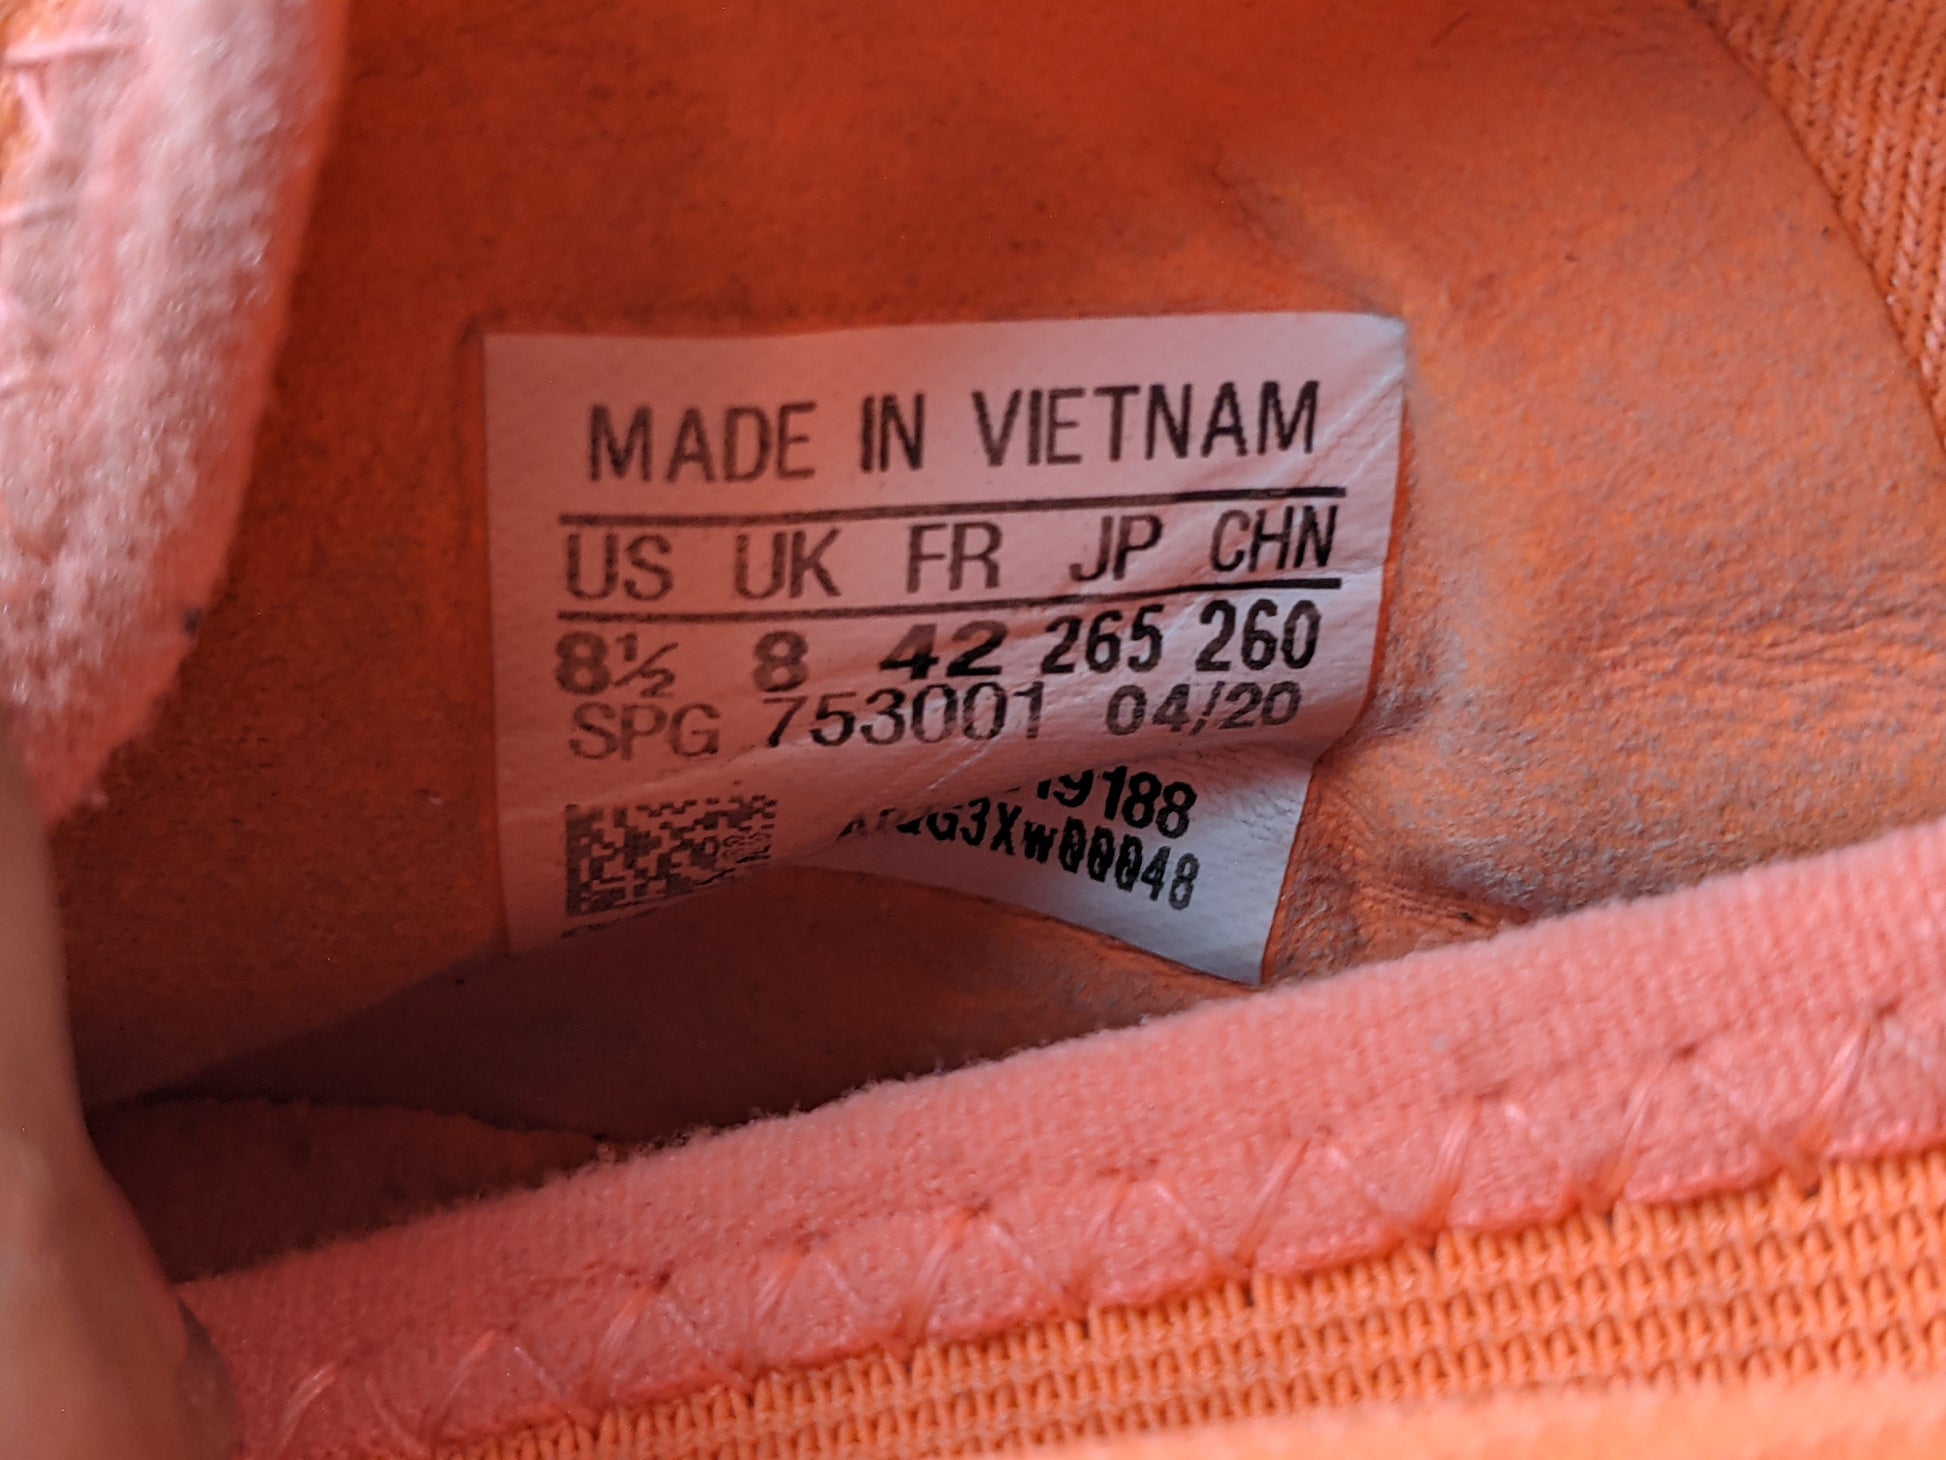 MADE IN VIETNAM
US UK FR JP CHN
8½ 8 42 265 260
SPG 753001 04/20